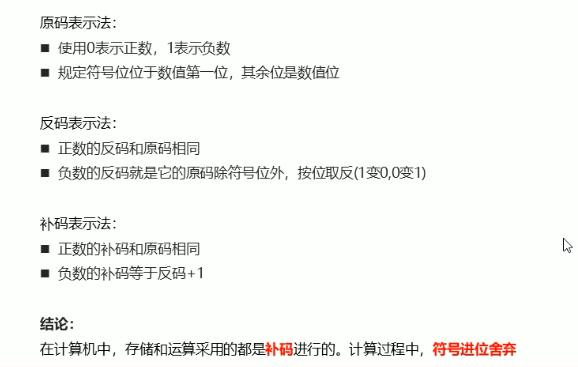 原码表示法：
■ 使用0表示正数，1表示负数
■ 规定符号位位于数值第一位，其余位是数值位
反码表示法：
■ 正数的反码和原码相同
■ 负数的反码就是它的原码除符号位外，按位取反(1变0,0变1)
补码表示法：
■ 正数的补码和原码相同
■ 负数的补码等于反码+1
结论：
在计算机中，存储和运算采用的都是补码进行的。计算过程中，符号进位舍弃